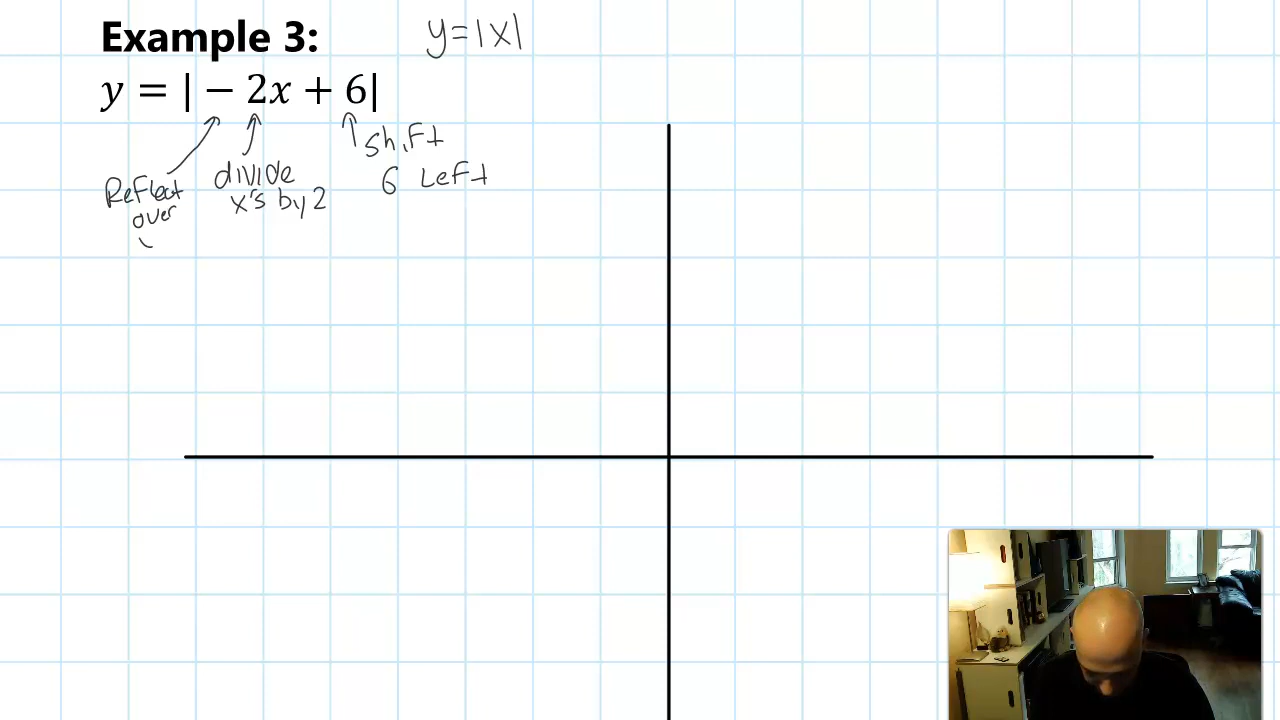 Example 3:
y = |x|
y = | − 2x + 6|
Shift
6 Left
divide
x's by 2
Reflect
over